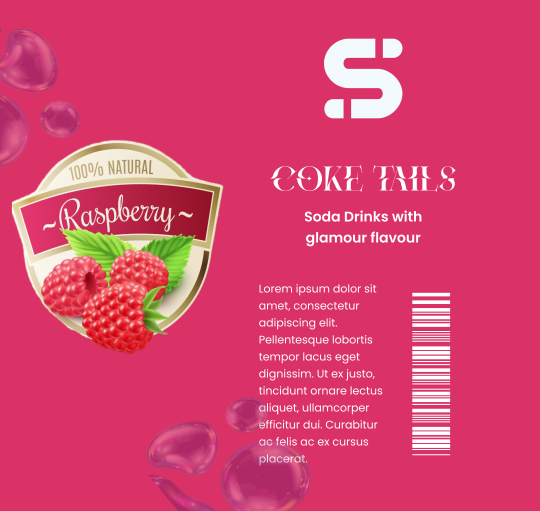 S
100% NATURAL
~Raspberry~
COKE TAILS
Soda Drinks with
glamour flavour
Lorem ipsum dolor sit
amet, consectetur
adipiscing elit.
Pellentesque lobortis
tempor lacus eget
dignissim. Ut ex justo,
tincidunt ornare lectus
aliquet, ullamcorper
efficitur dui. Curabitur
ac felis ac ex cursus
placerat.